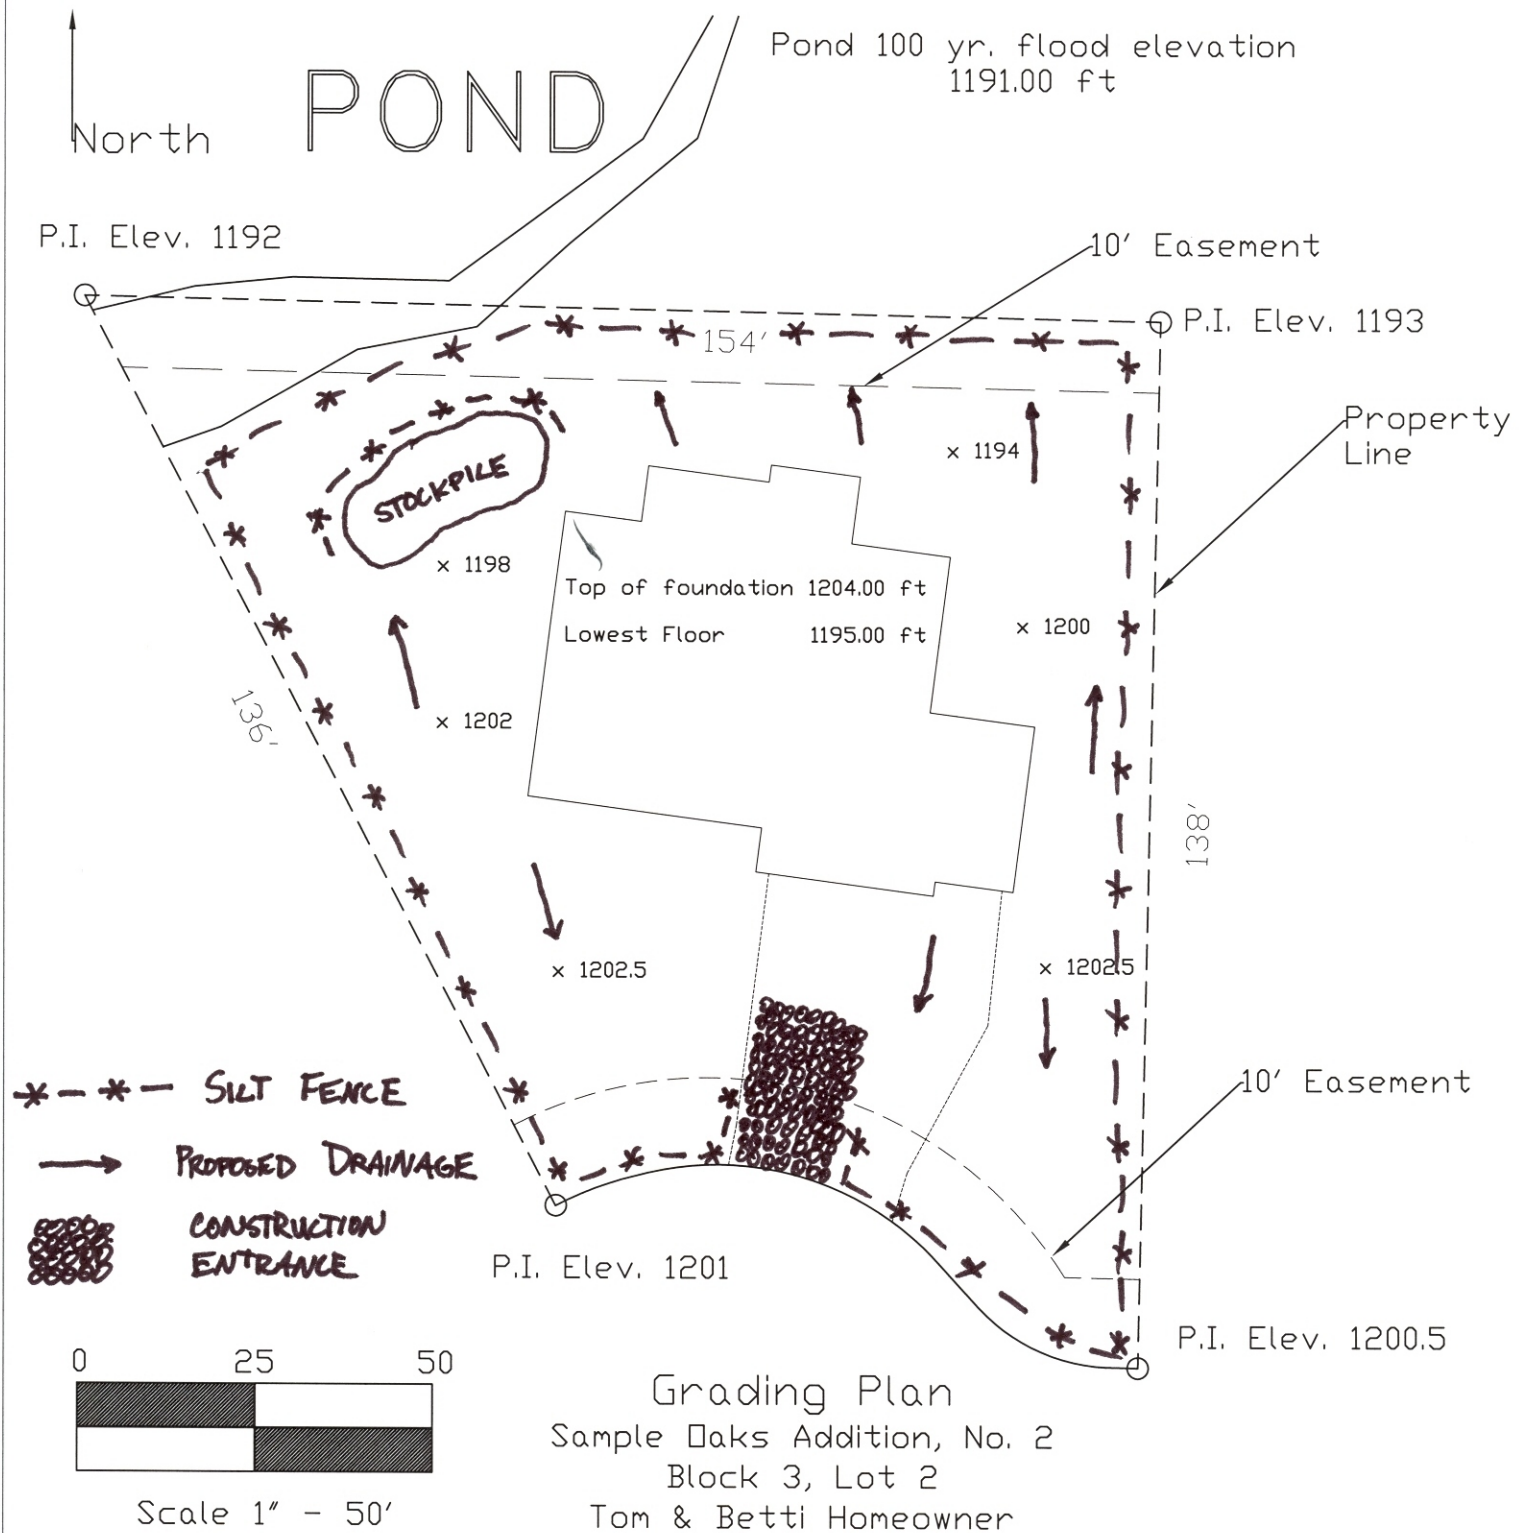 Pond 100 yr. flood elevation
1191.00 ft
POND
North
P.I. Elev. 1192
10' Easement
P.I. Elev. 1193
154'
Property
Line
× 1194
STOCKPILE
× 1198
Top of foundation 1204.00 ft
Lowest Floor 1195.00 ft
× 1200
136'
× 1202
138'
× 1202.5
× 1202.5
10' Easement
SILT FENCE
PROPOSED DRAINAGE
CONSTRUCTION
ENTRANCE
P.I. Elev. 1201
P.I. Elev. 1200.5
0 25 50
Scale 1" - 50'
Grading Plan
Sample Oaks Addition, No. 2
Block 3, Lot 2
Tom & Betti Homeowner